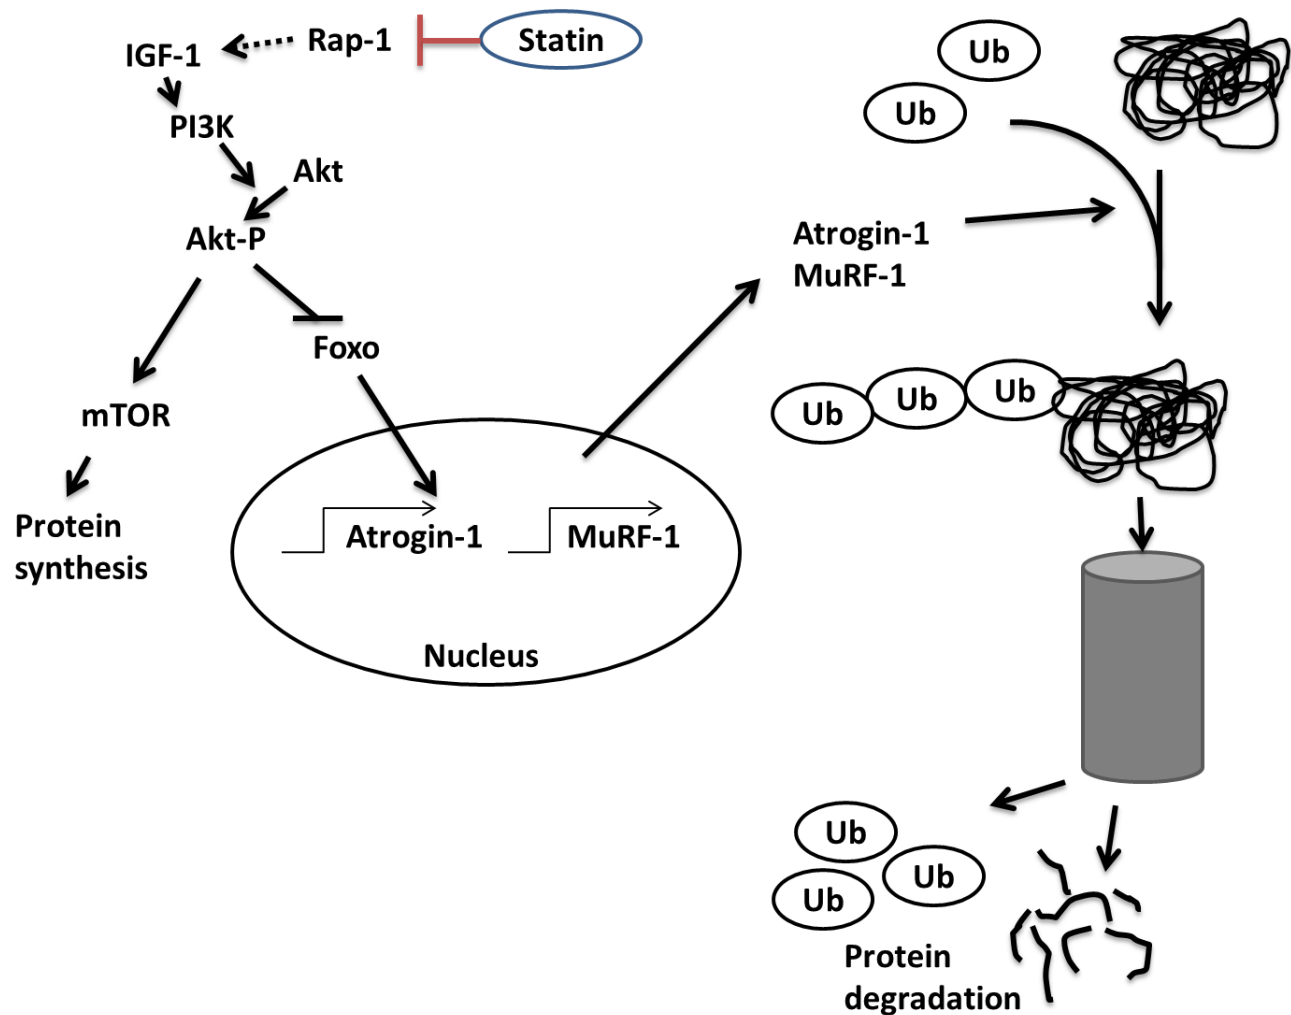 IGF-1
Rap-1
Statin
PI3K
Akt
Akt-P
Foxo
mTOR
Protein
synthesis
Atrogin-1
MuRF-1
Nucleus
Ub
Ub
Atrogin-1
MuRF-1
Ub
Ub
Ub
Ub
Ub
Ub
Protein
degradation